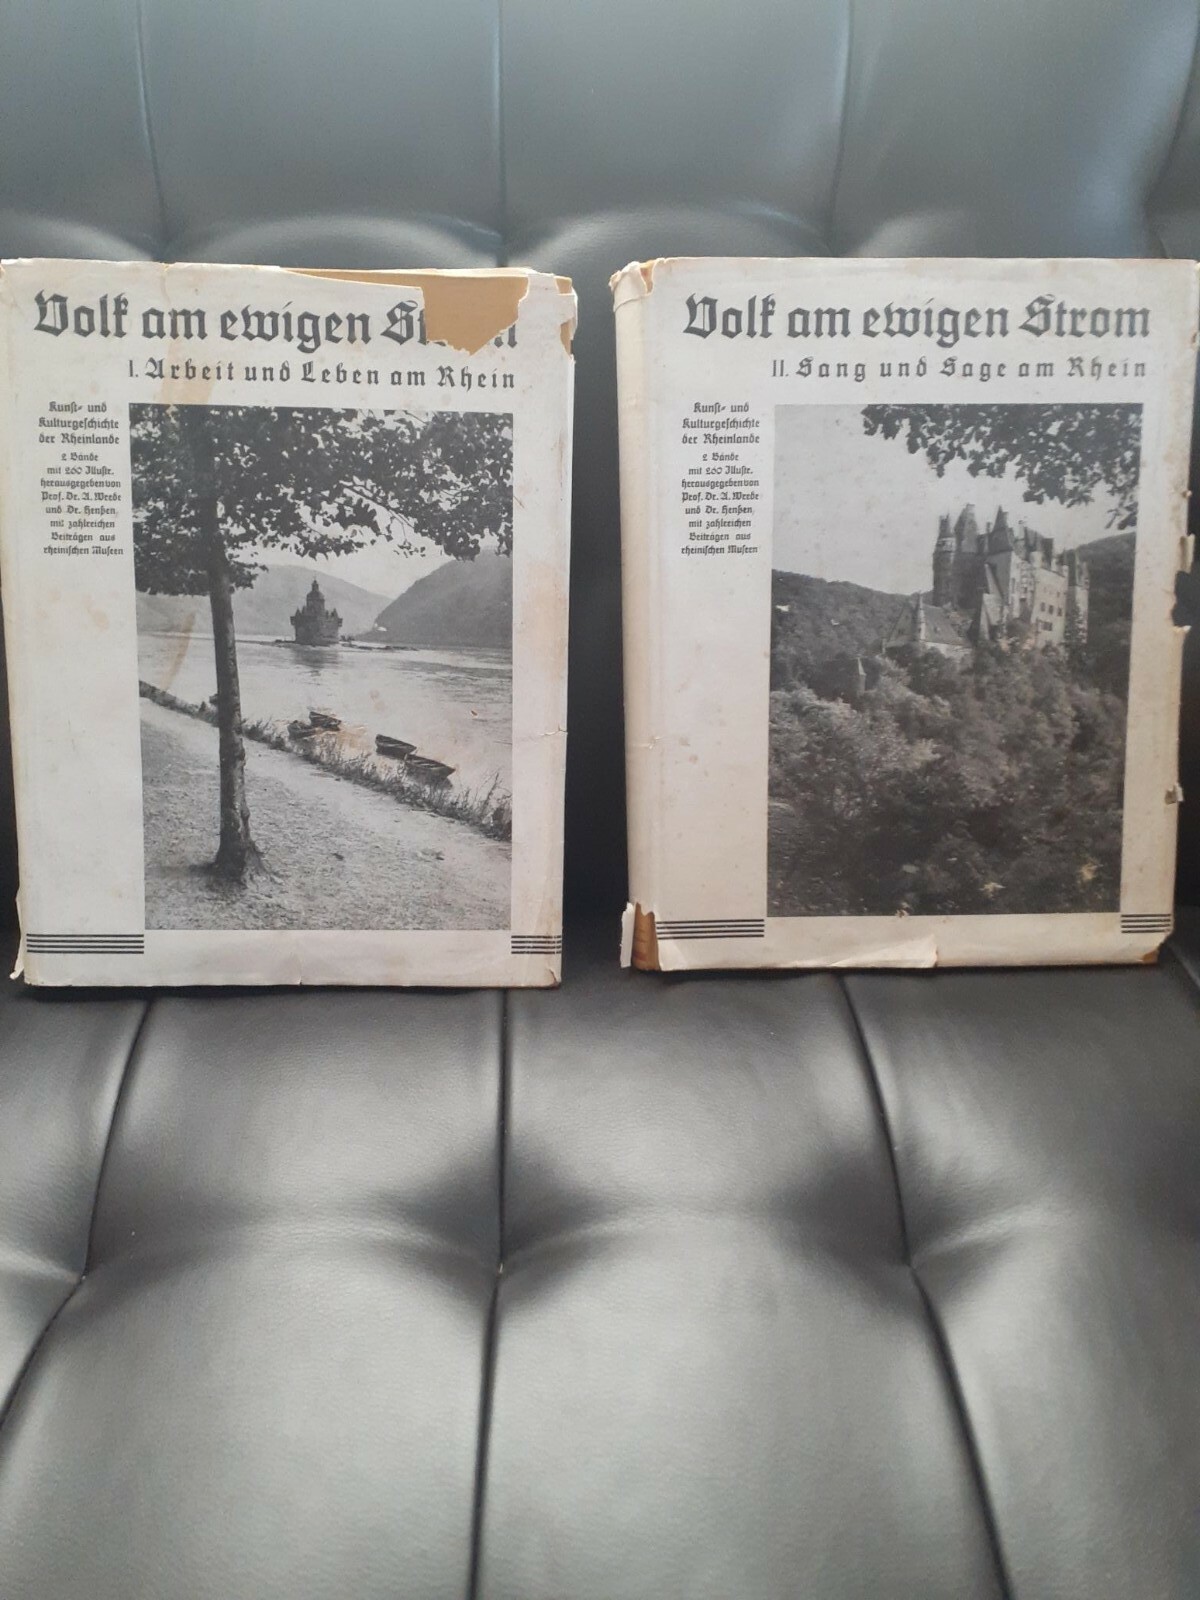 Volk am ewigen St m
I. Arbeit und Leben am Rhein
Kunst- und
Kulturgeschichte
der Rheinlande
2 Bände
mit 260 Illustr.
herausgegeben von
Prof. Dr. A. Wrede
und Dr. Henßen
mit zahlreichen
Beiträgen aus
rheinischen Museen
Volk am ewigen Strom
II. Sang und Sage am Rhein
Kunst- und
Kulturgeschichte
der Rheinlande
2 Bände
mit 260 Illustr.
herausgegeben von
Prof. Dr. A. Wrede
und Dr. Henßen
mit zahlreichen
Beiträgen aus
rheinischen Museen